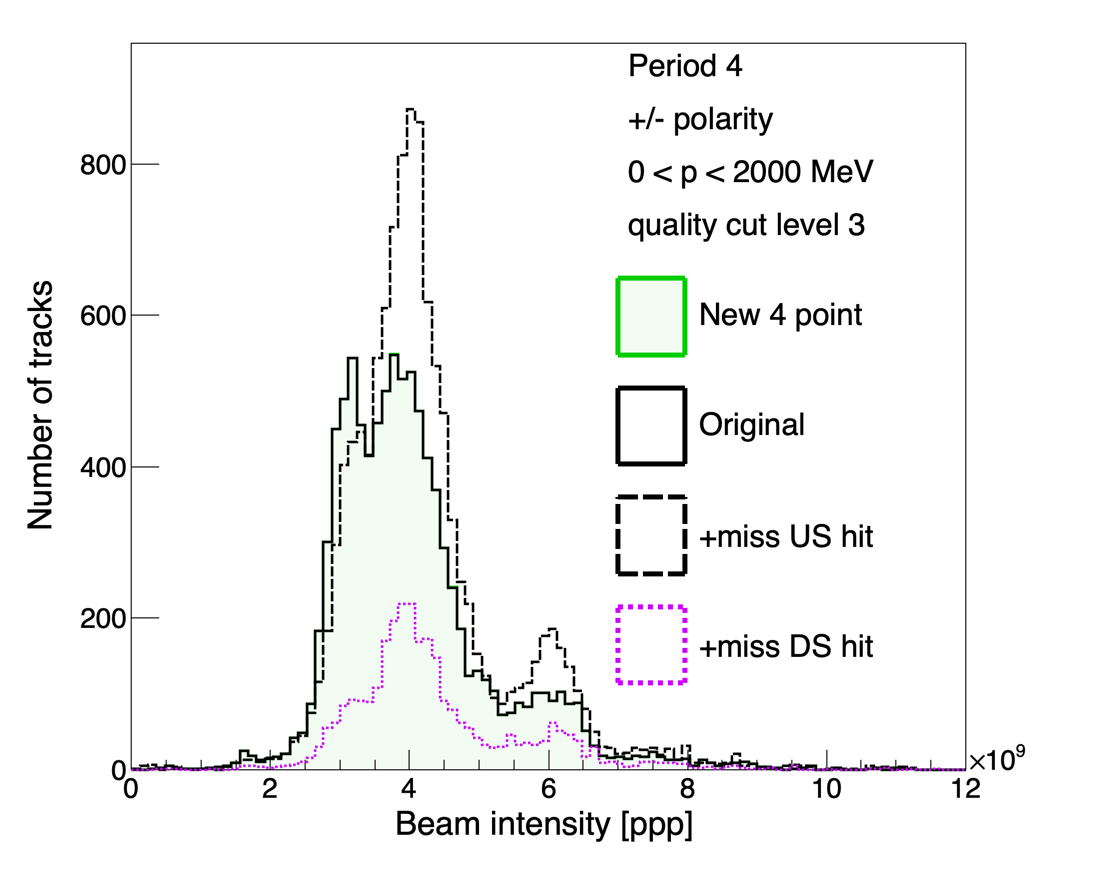 Period 4
+/- polarity
0 < p < 2000 MeV
quality cut level 3
New 4 point
Original
+miss US hit
+miss DS hit
Number of tracks
800
600
400
200
0
0 2 4 6 8 10 12
×10⁹
Beam intensity [ppp]